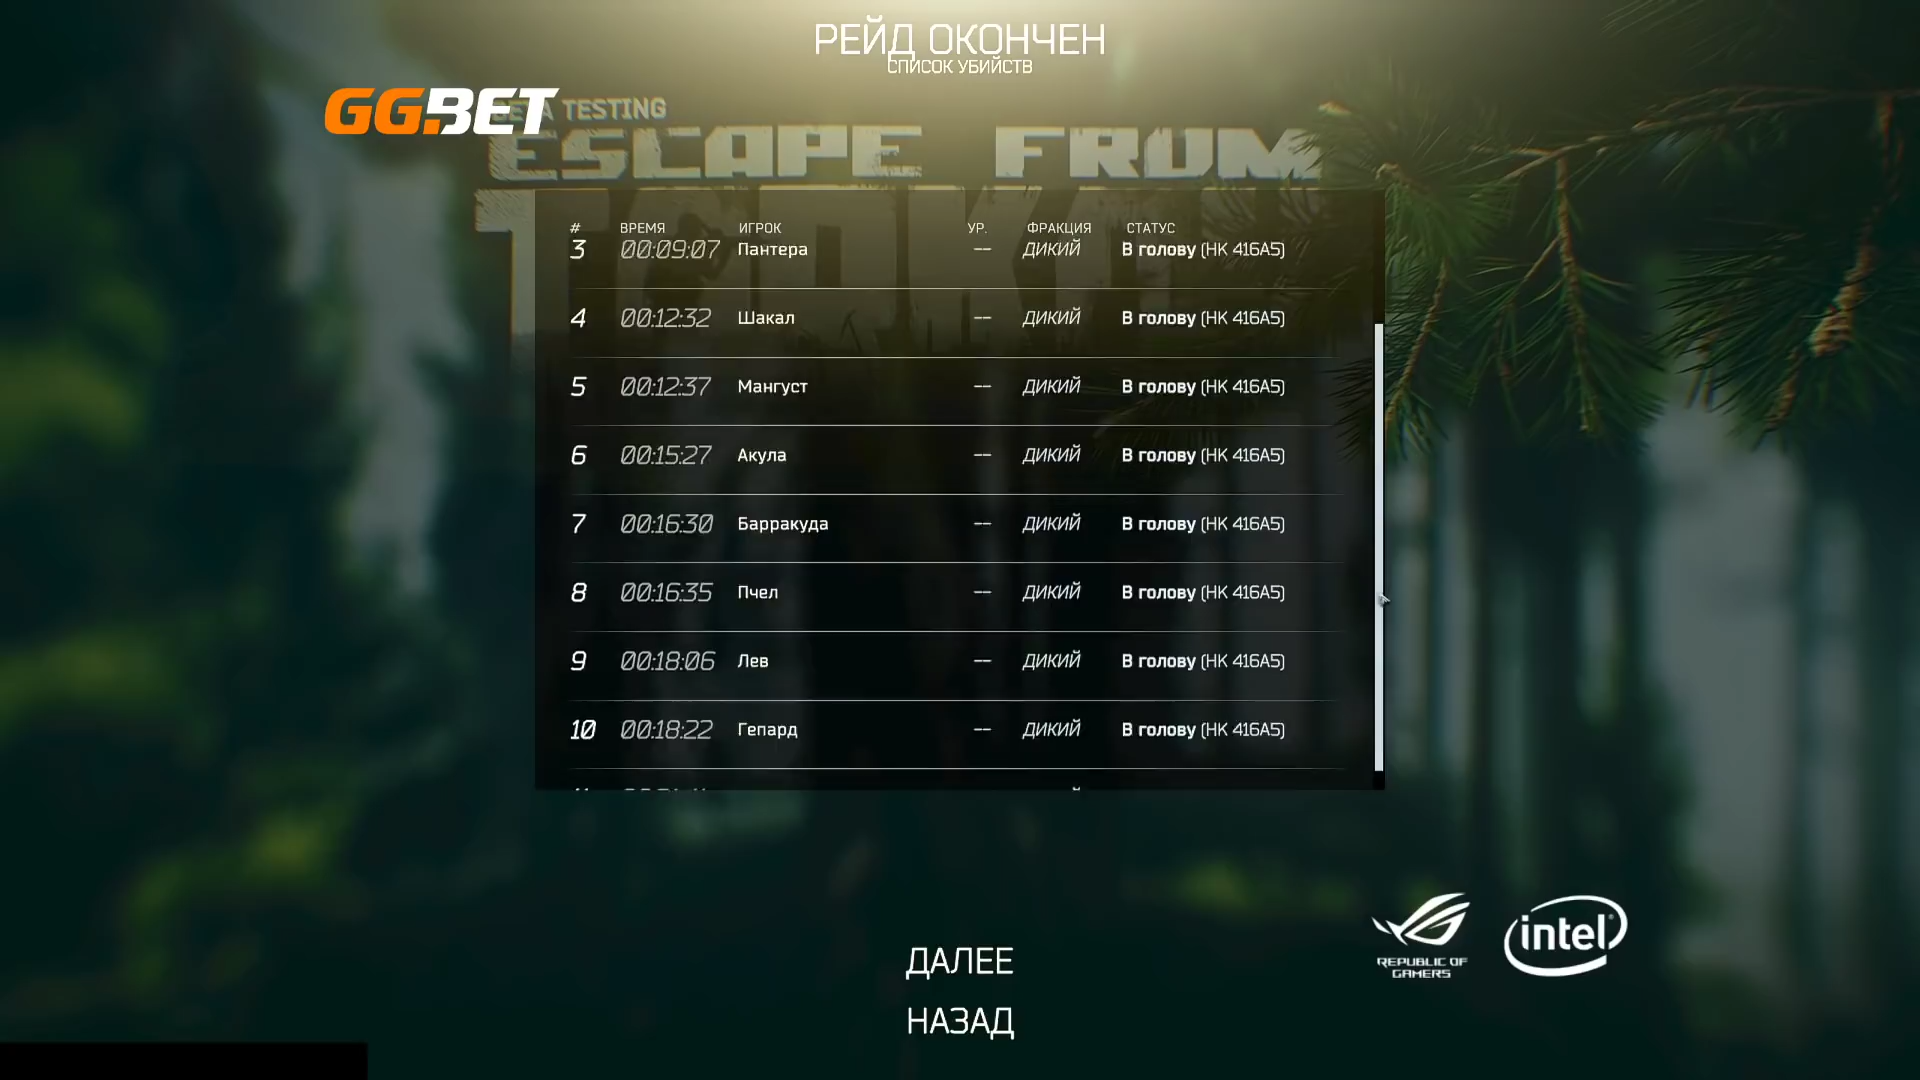 РЕЙД ОКОНЧЕН
СПИСОК УБИЙСТВ
GG.BET
BETA TESTING
ESCAPE FROM
# ВРЕМЯ ИГРОК УР. ФРАКЦИЯ СТАТУС
3 00:09:07 Пантера -- ДИКИЙ В голову (HK 416A5)
4 00:12:32 Шакал -- ДИКИЙ В голову (HK 416A5)
5 00:12:37 Мангуст -- ДИКИЙ В голову (HK 416A5)
6 00:15:27 Акула -- ДИКИЙ В голову (HK 416A5)
7 00:16:30 Барракуда -- ДИКИЙ В голову (HK 416A5)
8 00:16:35 Пчел -- ДИКИЙ В голову (HK 416A5)
9 00:18:06 Лев -- ДИКИЙ В голову (HK 416A5)
10 00:18:22 Гепард -- ДИКИЙ В голову (HK 416A5)
REPUBLIC OF
GAMERS
intel
ДАЛЕЕ
НАЗАД